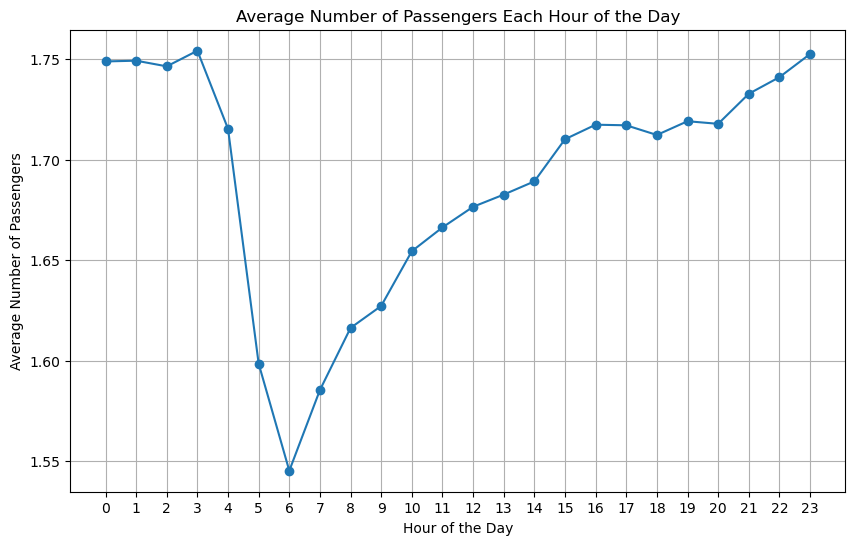 Average Number of Passengers Each Hour of the Day
Average Number of Passengers
1.75
1.70
1.65
1.60
1.55
0 1 2 3 4 5 6 7 8 9 10 11 12 13 14 15 16 17 18 19 20 21 22 23
Hour of the Day